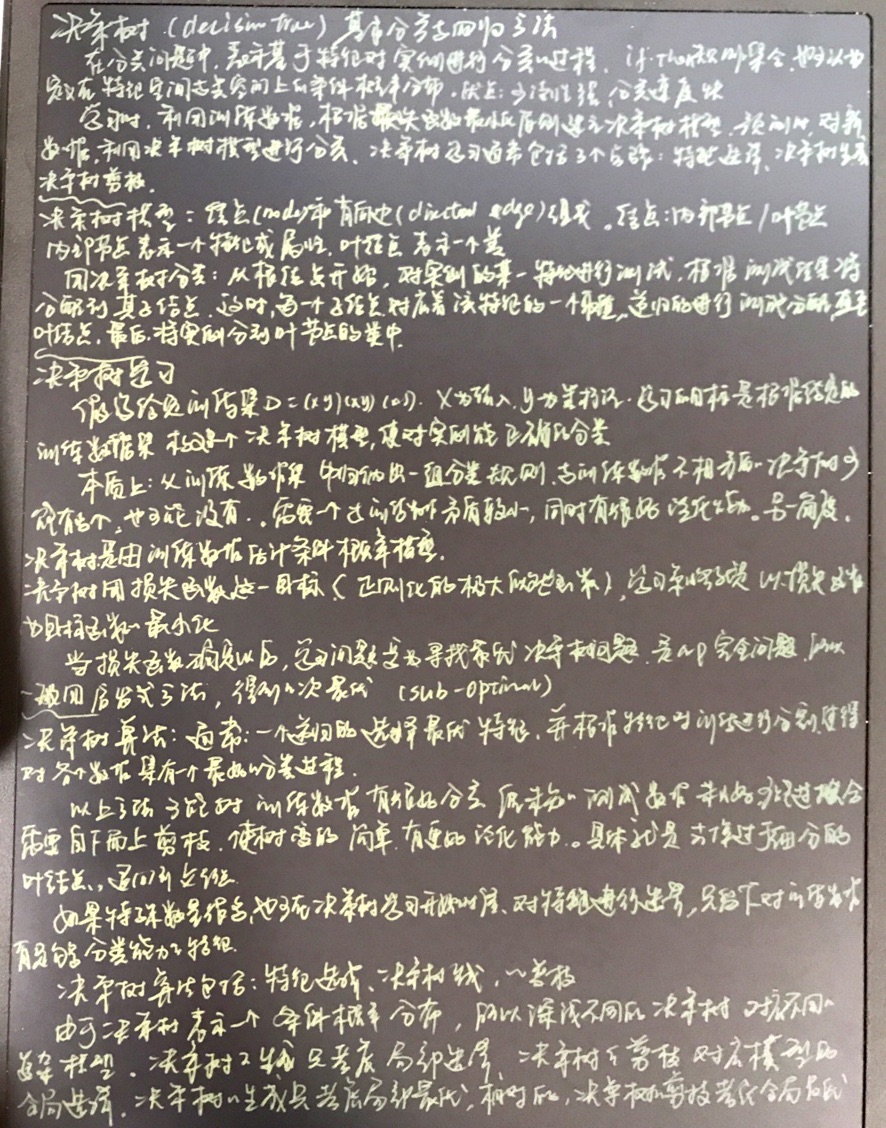 决策树 (decision tree) 基本分类与回归方法
在分类问题中，表示基于特征对实例进行分类的过程，if-then规则集合，也可以为
定义在特征空间与类空间上的条件概率分布。优点：可读性强，分类速度快
学习时，利用训练数据，根据损失函数最小化原则建立决策树模型。预测时，对新
数据，利用决策树模型进行分类。决策树学习通常包括3个步骤：特征选择、决策树生成
决策树剪枝。
决策树模型：结点(node)和有向边(directed edge)组成。结点：内部节点/叶节点
内部节点表示一个特征或属性，叶结点表示一个类
用决策树分类：从根结点开始，对实例的某一特征进行测试，根据测试结果将
分配到其子结点，这时，每一个子结点对应着该特征的一个取值，递归的进行测试分配，直至
叶结点，最后将实例分到叶节点的类中。
决策树学习
假定给定训练集D=(xy)(xy) X为输入，y为类标记。学习的目标是根据给定的
训练数据集构建一个决策树模型，使对实例能正确的分类
本质上：从训练数据集中归纳出一组分类规则，与训练数据不相矛盾的决策树可
能有多个，也可能没有。需要一个与训练数据矛盾较小，同时有很好泛化能力。另一角度，
决策树是由训练数据估计条件概率模型。
决策树用损失函数这一目标（正则化的极大似然函数），学习策略是以损失函数
为目标函数的最小化
当损失函数确定以后，学习问题变为寻找最优决策树问题，是np完全问题，
一般用启发式方法，得到的次最优 (sub-optimal)
决策树算法：通常：一个递归的选择最优特征，并根据特征对训练进行分割，使得
对各个数据集有一个最好的分类过程。
以上方法可能对训练数据有很好分类 但未知的测试数据并以好
需要自下而上剪枝，使树变的简单，有更好泛化能力。具体就是去掉过于细分的
叶结点，退回到父结点
如果特征数量很多，也可在决策树学习开始时候，对特征进行选择，只留下对训练数据
有足够分类能力的特征。
决策树算法包括：特征选择、决策树生成，的剪枝
由于决策树表示一个条件概率分布，所以深浅不同的决策树 对应不同的
模型。决策树的生成只考虑局部选择，决策树的剪枝对应模型的
全局选择。决策树的生成只考虑局部最优，相对的，决策树的剪枝考虑全局最优